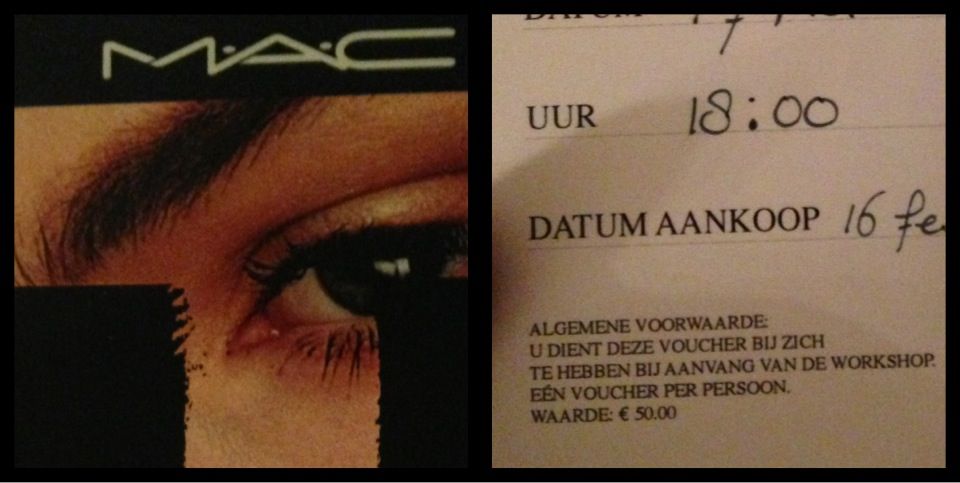 M·A·C
DATUM
UUR 18:00
DATUM AANKOOP 16 fe
ALGEMENE VOORWAARDE:
U DIENT DEZE VOUCHER BIJ ZICH
TE HEBBEN BIJ AANVANG VAN DE WORKSHOP.
EÉN VOUCHER PER PERSOON.
WAARDE: € 50.00